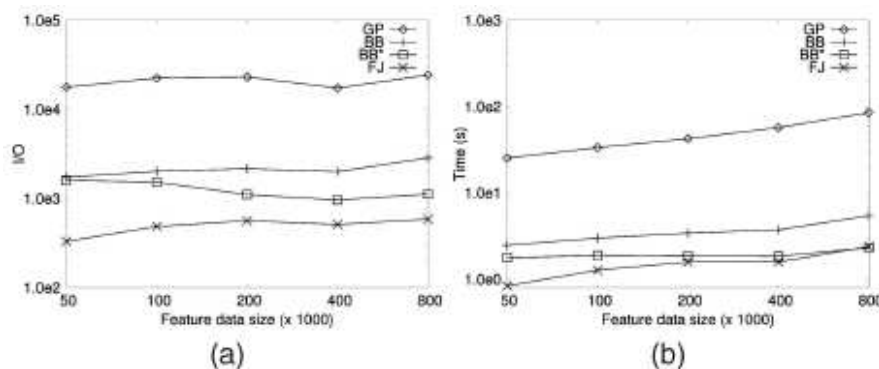 1.0e5
1.0e4
1.0e3
1.0e2
I/O
GP
BB
BB*
FJ
50 100 200 400 800
Feature data size (x 1000)
(a)
1.0e3
1.0e2
1.0e1
1.0e0
Time (s)
GP
BB
BB*
FJ
50 100 200 400 800
Feature data size (x 1000)
(b)